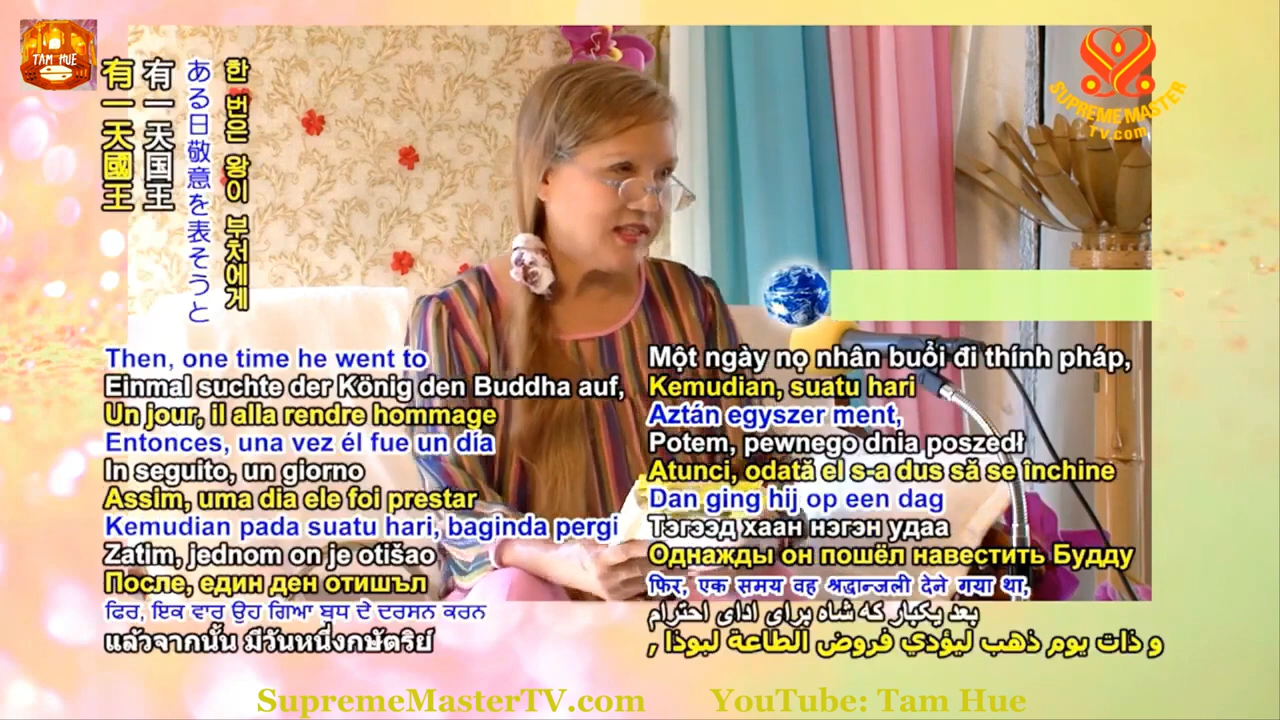 TAM HUE
SUPREME MASTER
TV.com
有一天國王
有一天国王
ある日敬意を表そうと
한 번은 왕이 부처에게
Then, one time he went to
Einmal suchte der König den Buddha auf,
Un jour, il alla rendre hommage
Entonces, una vez él fue un día
In seguito, un giorno
Assim, uma dia ele foi prestar
Kemudian pada suatu hari, baginda pergi
Zatim, jednom on je otišao
После, един ден отишъл
ਫਿਰ, ਇਕ ਵਾਰ ਉਹ ਗਿਆ ਬੁਧ ਦੇ ਦਰਸਨ ਕਰਨ
แล้วจากนั้น มีวันหนึ่งกษัตริย์
Một ngày nọ nhân buổi đi thính pháp,
Kemudian, suatu hari
Aztán egyszer ment,
Potem, pewnego dnia poszedł
Atunci, odată el s-a dus să se închine
Dan ging hij op een dag
Тэгээд хаан нэгэн удаа
Однажды он пошёл навестить Будду
फिर, एक समय वह श्रद्धान्जली देने गया था,
بعد یکبار که شاه برای ادای احترام
و ذات يوم ذهب ليؤدي فروض الطاعة لبوذا ,
SupremeMasterTV.com YouTube: Tam Hue